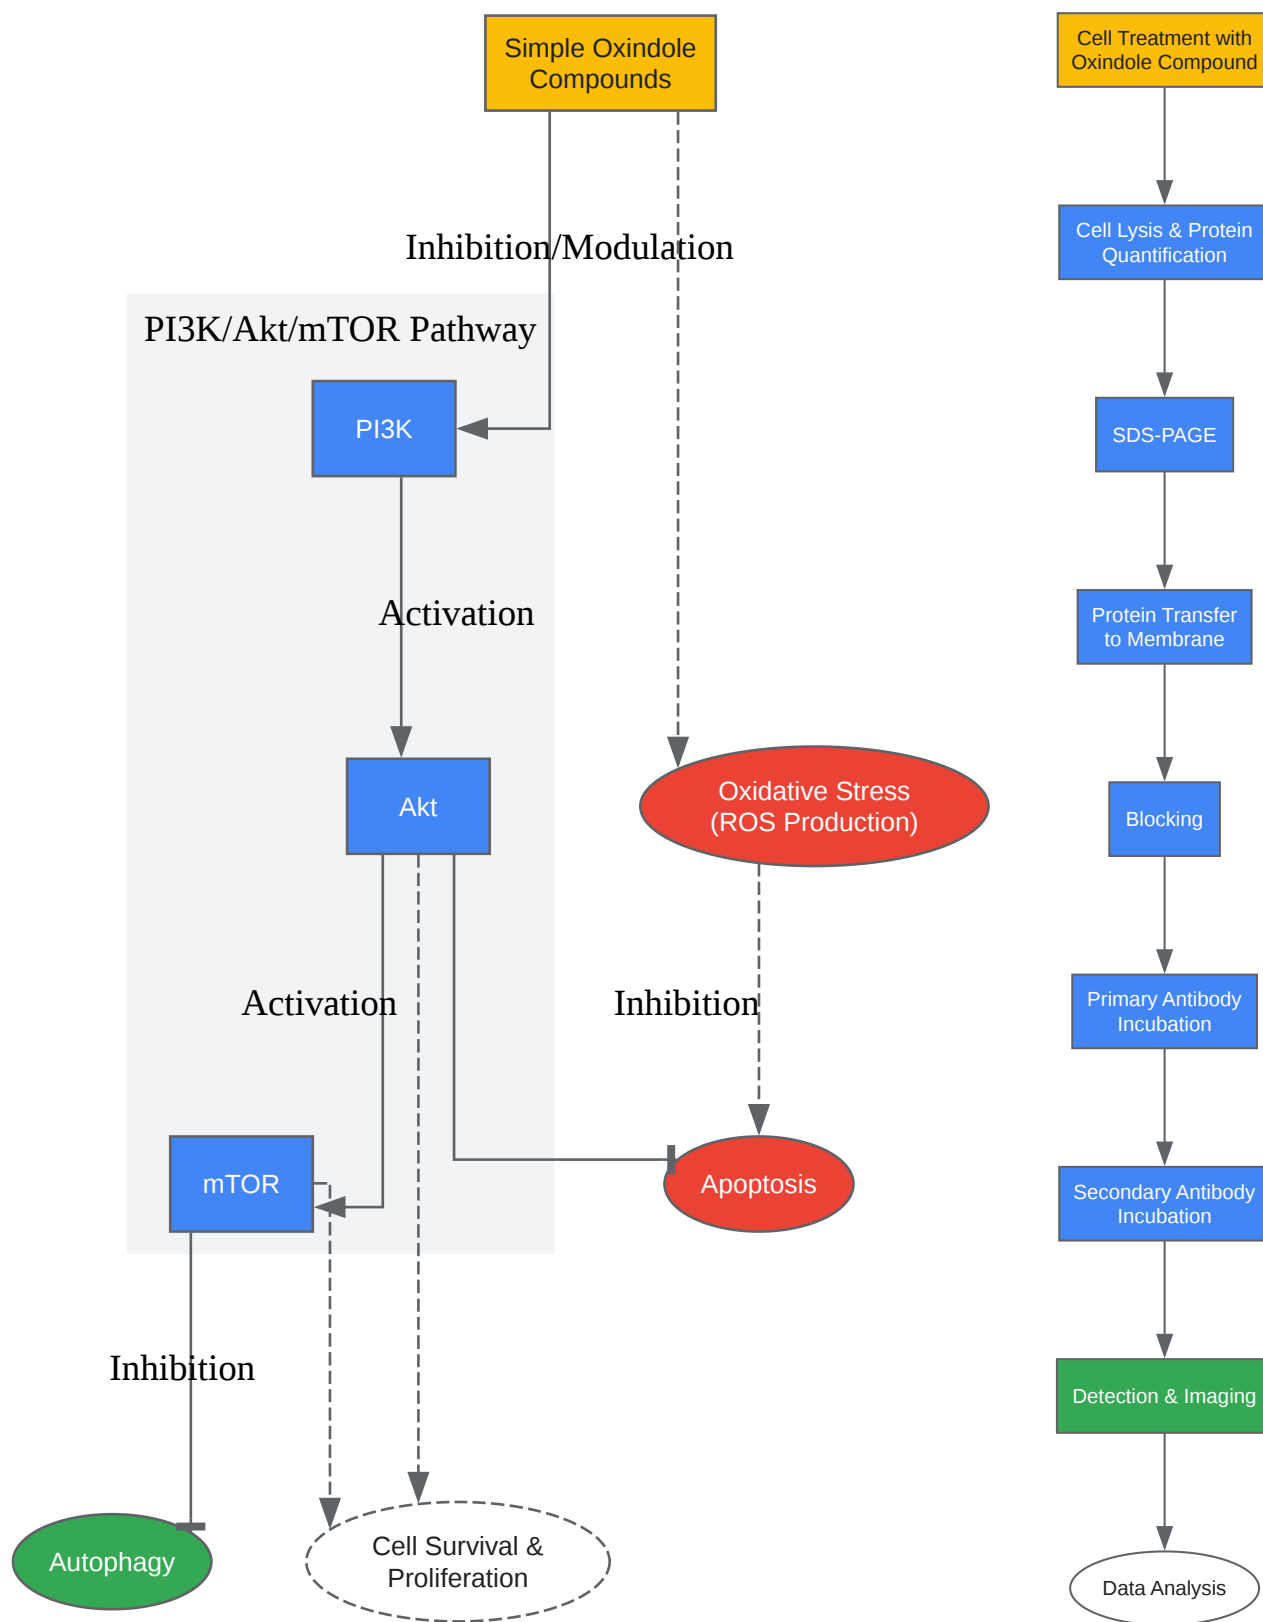 Simple Oxindole
Compounds
Inhibition/Modulation
PI3K/Akt/mTOR Pathway
PI3K
Activation
Akt
Oxidative Stress
(ROS Production)
Activation
Inhibition
mTOR
Apoptosis
Inhibition
Autophagy
Cell Survival &
Proliferation
Cell Treatment with
Oxindole Compound
Cell Lysis & Protein
Quantification
SDS-PAGE
Protein Transfer
to Membrane
Blocking
Primary Antibody
Incubation
Secondary Antibody
Incubation
Detection & Imaging
Data Analysis